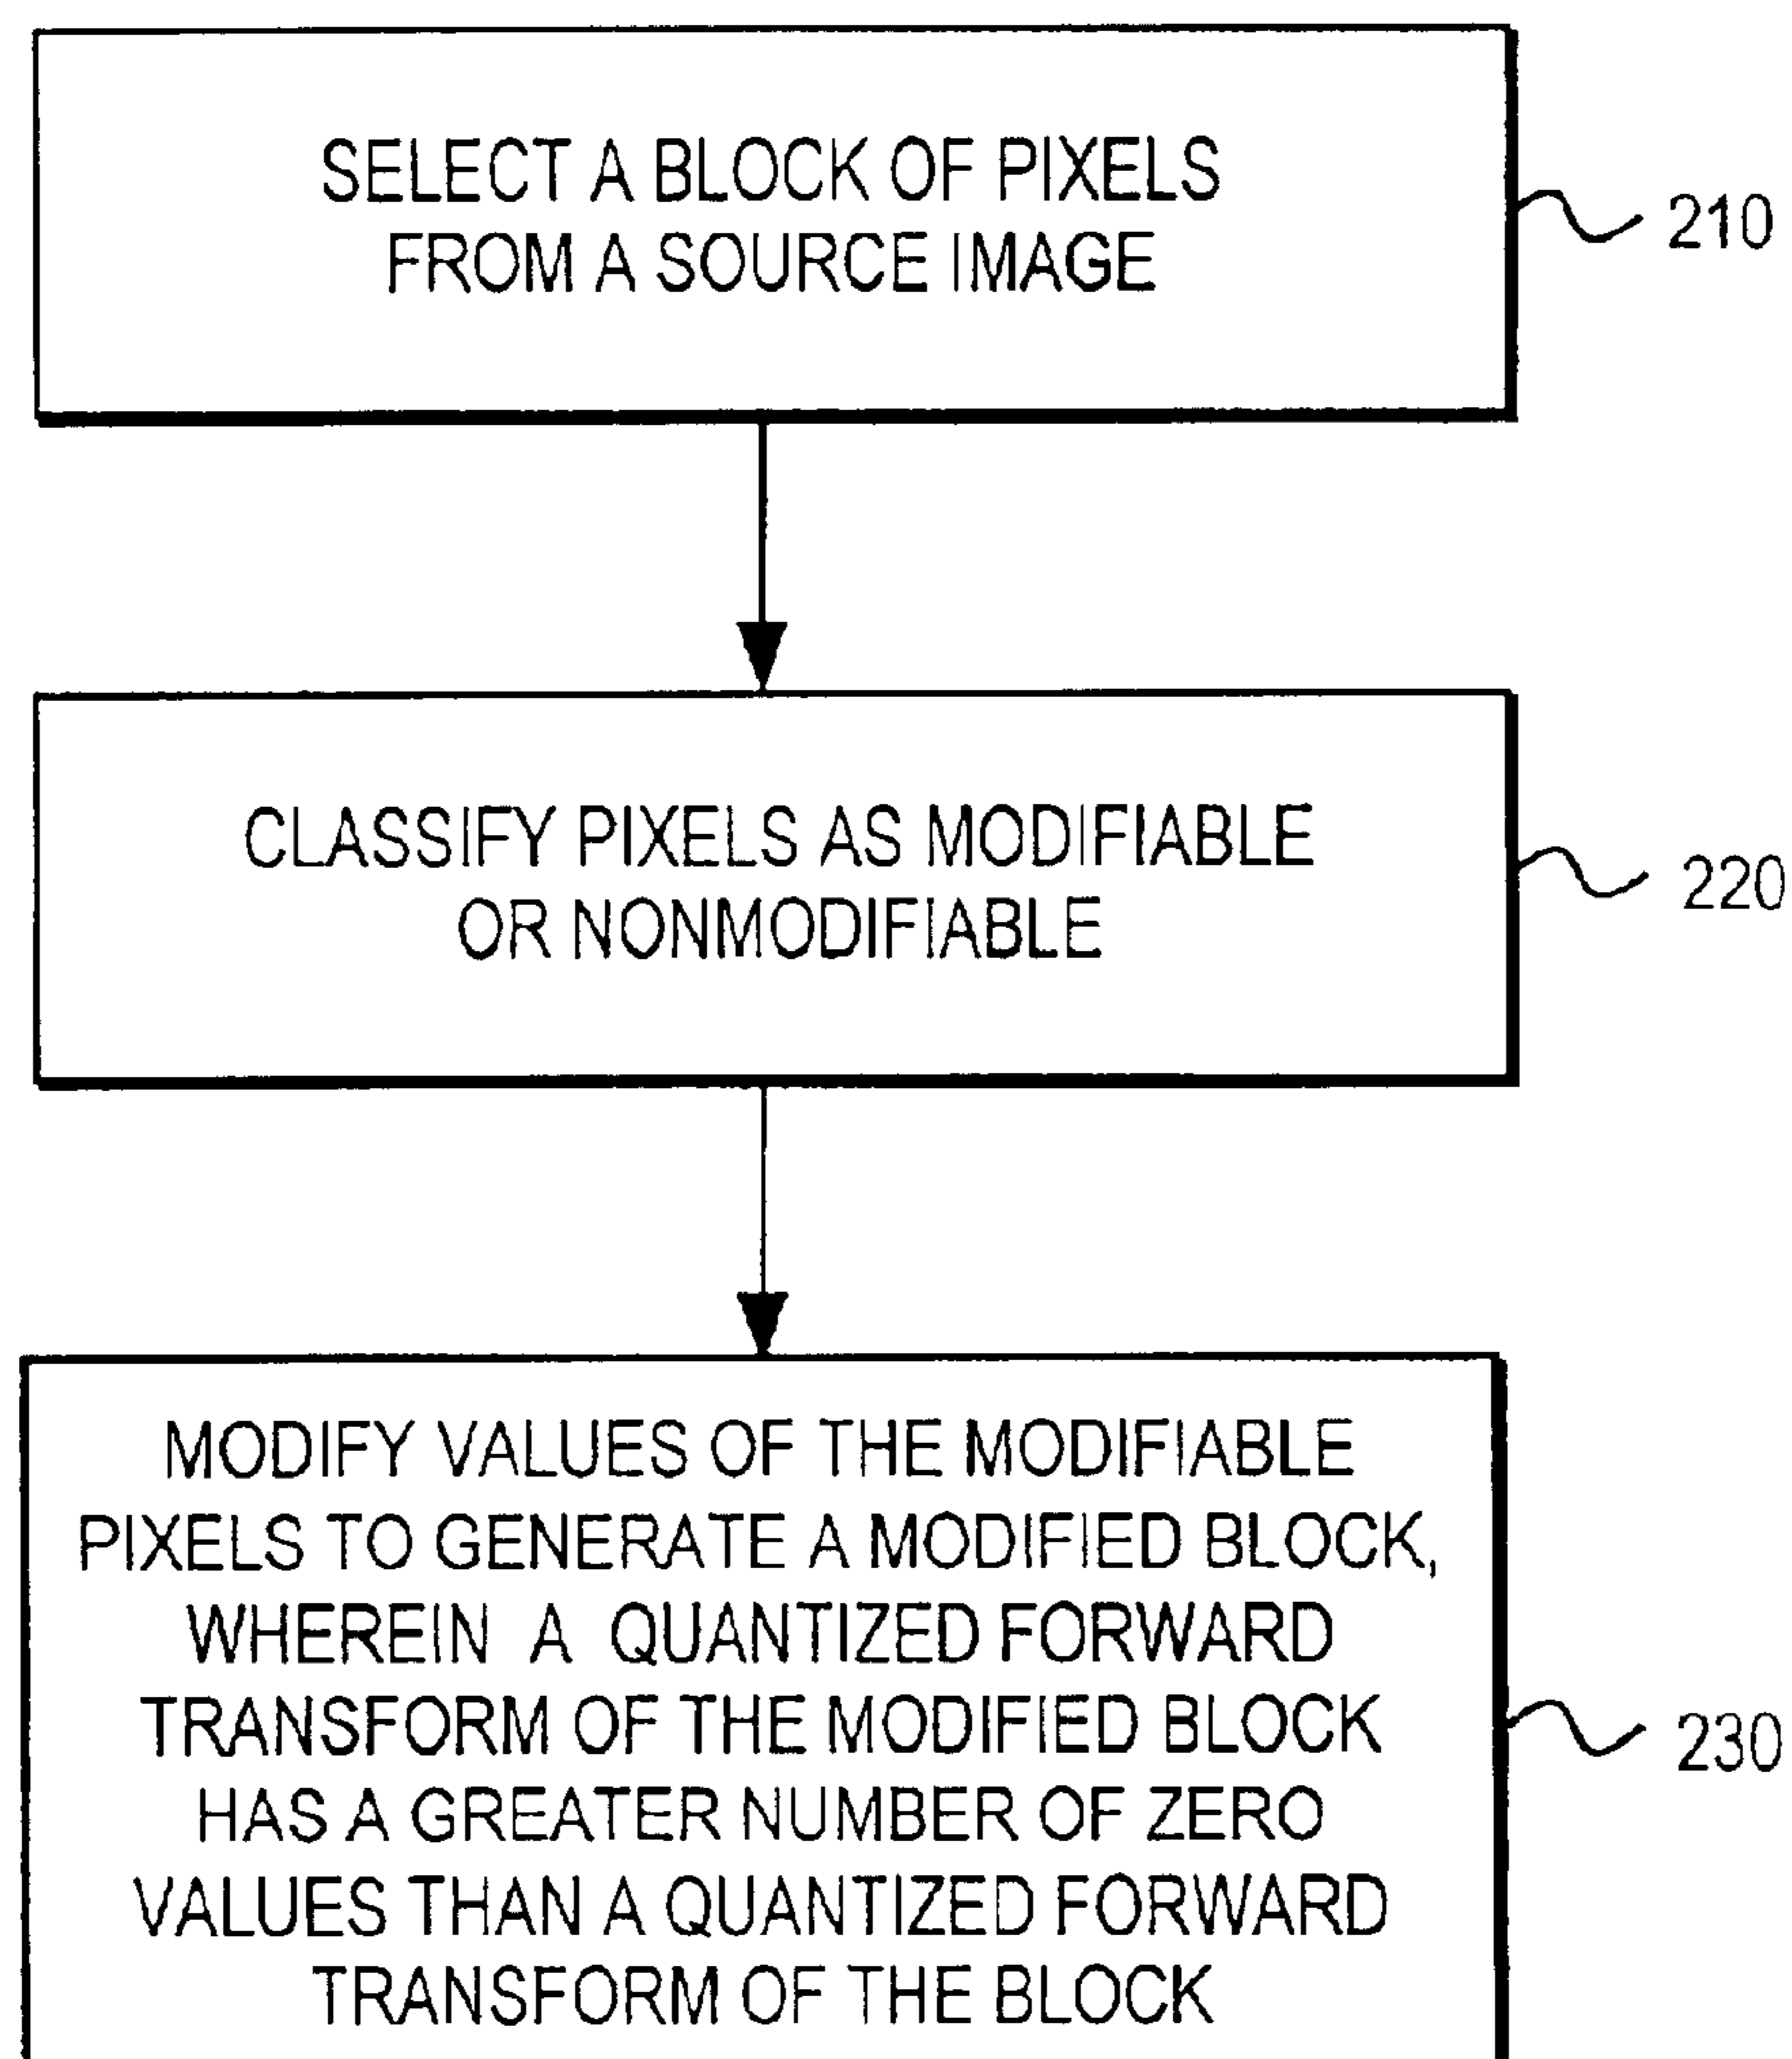 SELECT A BLOCK OF PIXELS
FROM A SOURCE IMAGE
210
CLASSIFY PIXELS AS MODIFIABLE
OR NONMODIFIABLE
220
MODIFY VALUES OF THE MODIFIABLE
PIXELS TO GENERATE A MODIFIED BLOCK,
WHEREIN A QUANTIZED FORWARD
TRANSFORM OF THE MODIFIED BLOCK
HAS A GREATER NUMBER OF ZERO
VALUES THAN A QUANTIZED FORWARD
TRANSFORM OF THE BLOCK
230